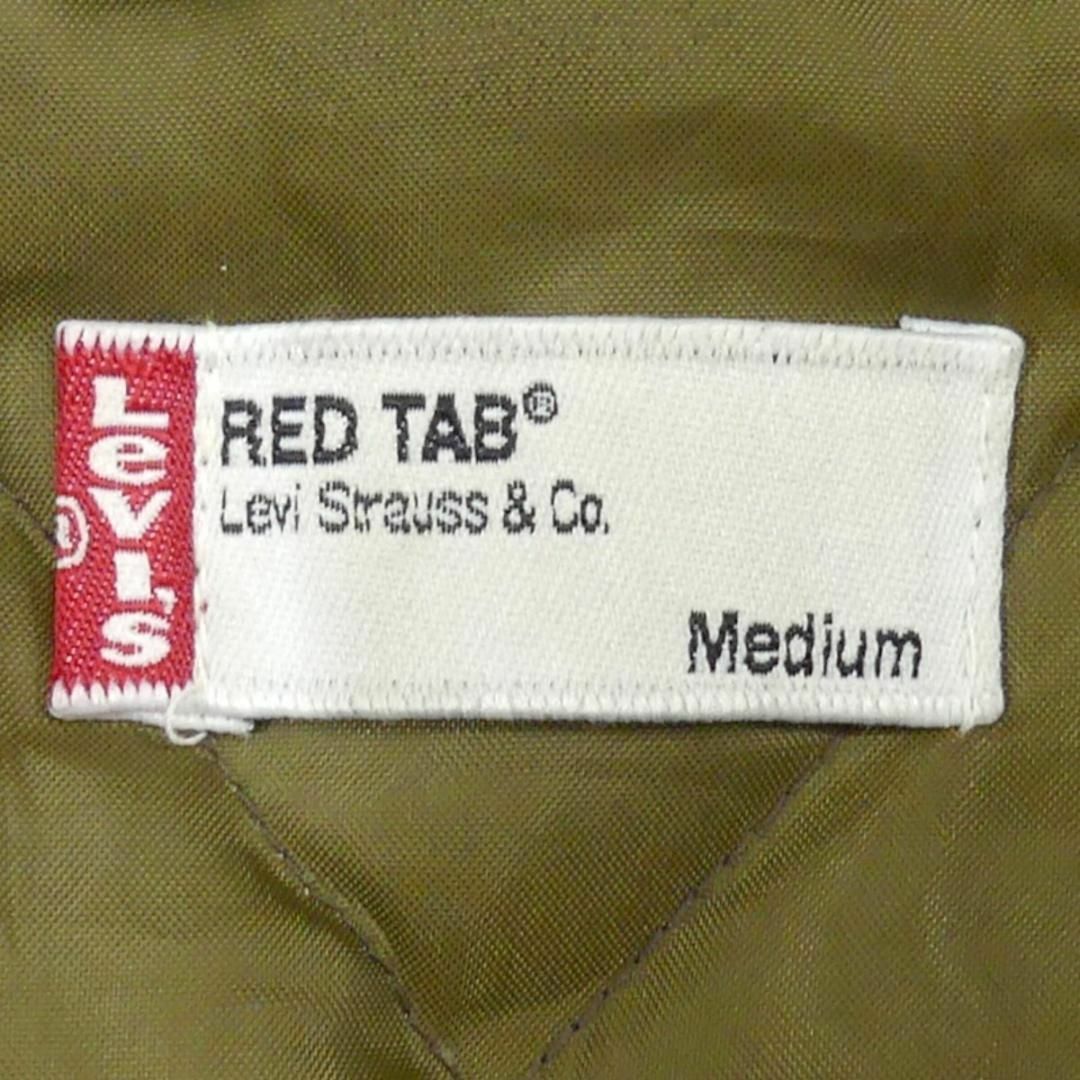 LEVI'S
®
RED TAB®
Levi Strauss & Co.
Medium